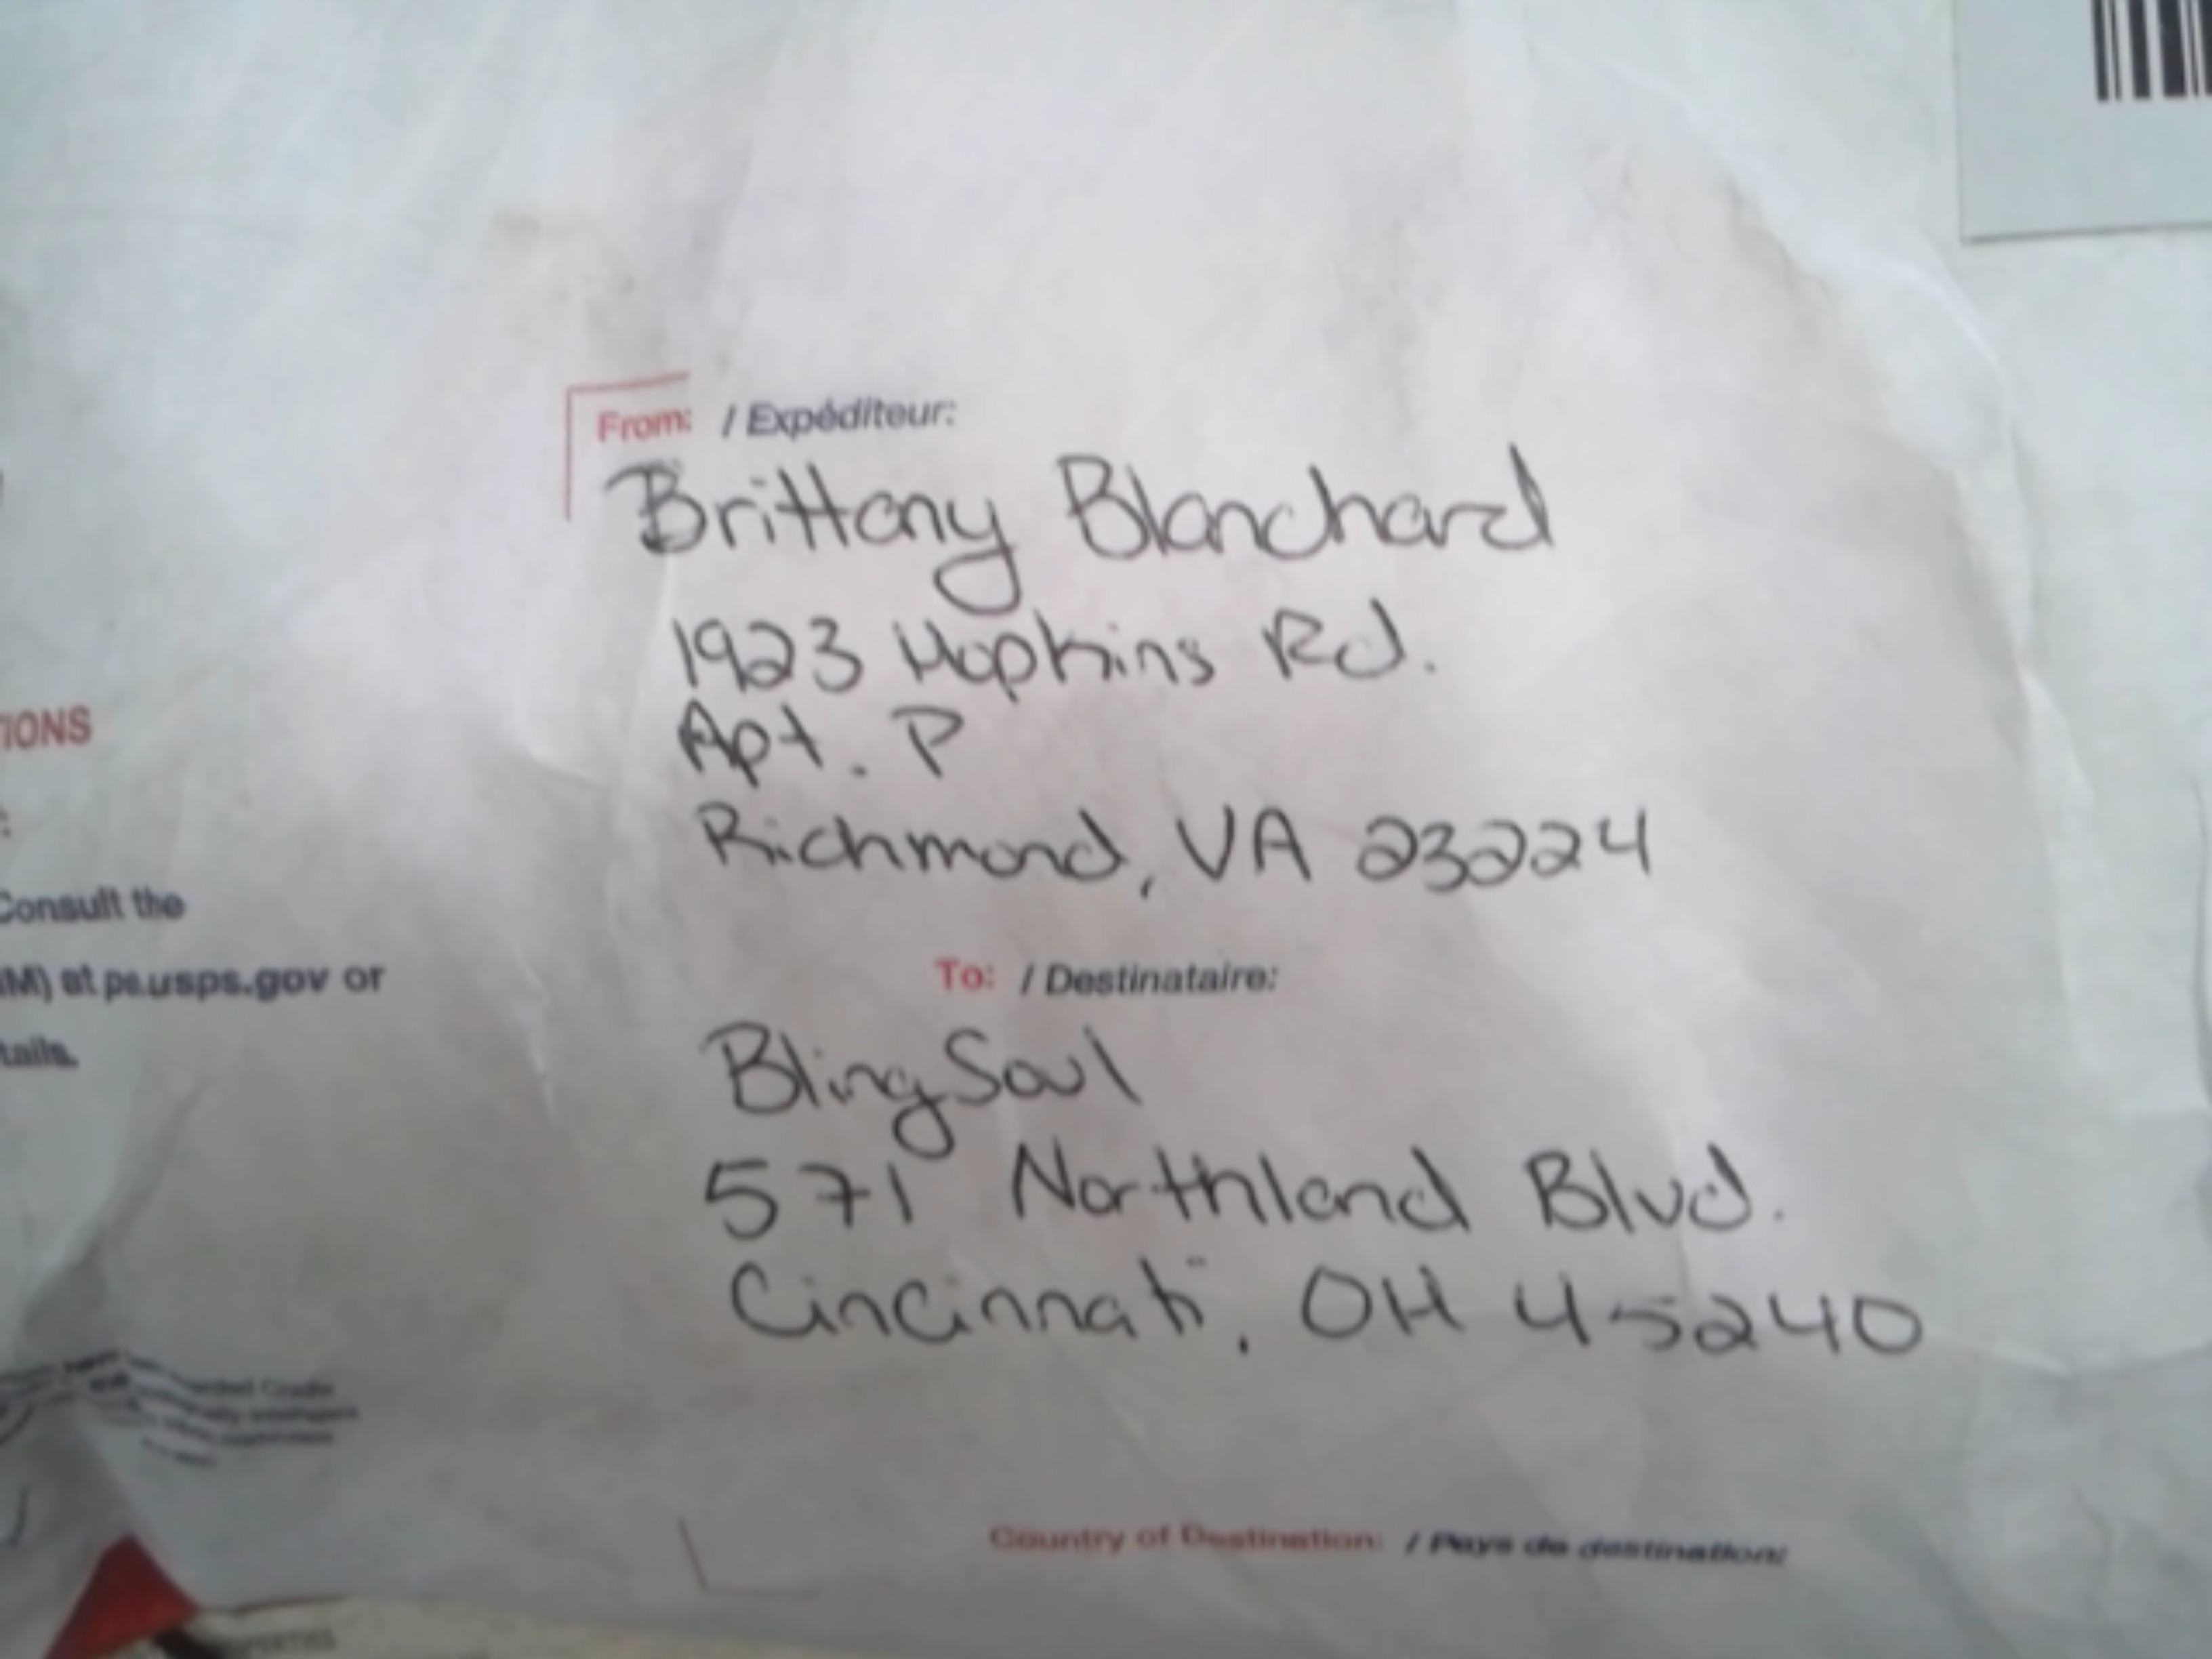 From: / Expéditeur:
Brittany Blanchard
1923 Hopkins Rd.
Apt. P
Richmond, VA 23224
IONS
:
Consult the
IM) at pe.usps.gov or
tails.
To: / Destinataire:
BlingSoul
571 Northland Blvd.
Cincinnati, OH 45240
Country of Destination: / Pays de destination: